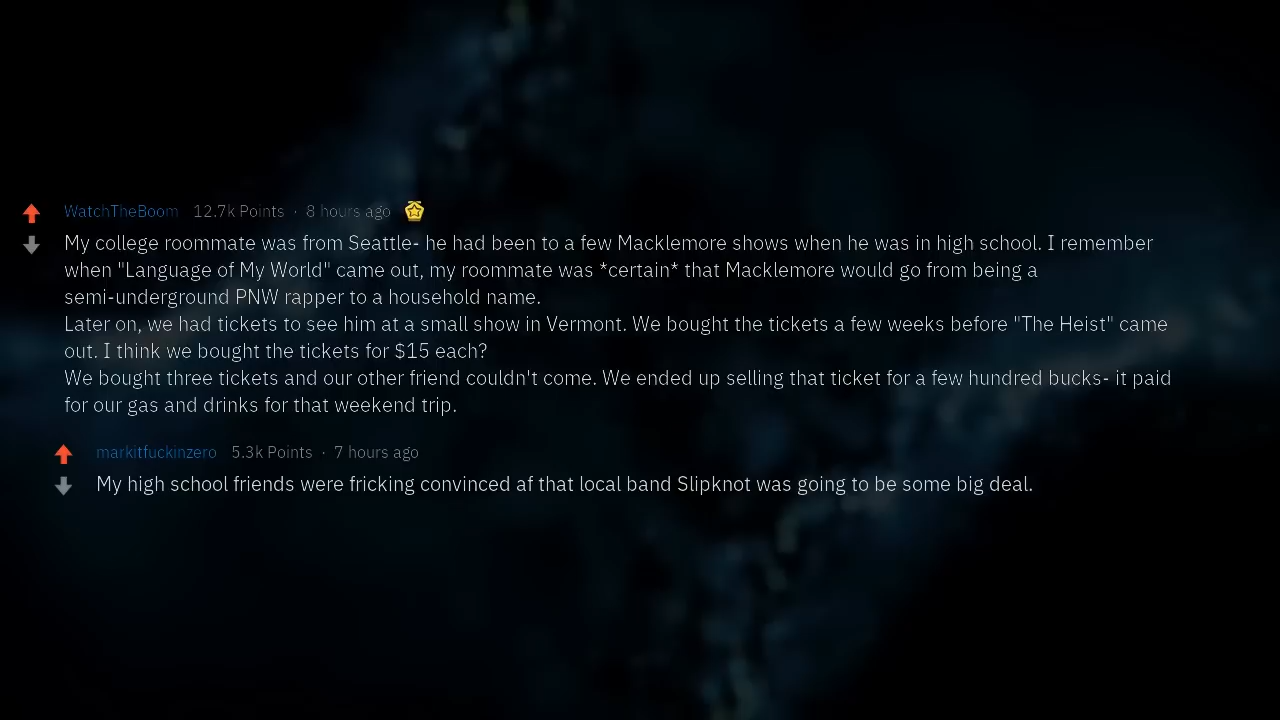 WatchTheBoom 12.7k Points · 8 hours ago
My college roommate was from Seattle- he had been to a few Macklemore shows when he was in high school. I remember
when "Language of My World" came out, my roommate was *certain* that Macklemore would go from being a
semi-underground PNW rapper to a household name.
Later on, we had tickets to see him at a small show in Vermont. We bought the tickets a few weeks before "The Heist" came
out. I think we bought the tickets for $15 each?
We bought three tickets and our other friend couldn't come. We ended up selling that ticket for a few hundred bucks- it paid
for our gas and drinks for that weekend trip.
markitfuckinzero 5.3k Points · 7 hours ago
My high school friends were fricking convinced af that local band Slipknot was going to be some big deal.